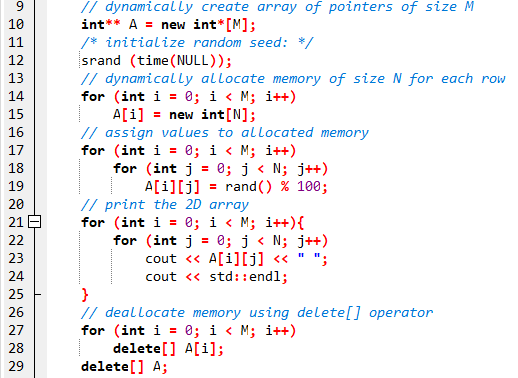 9 // dynamically create array of pointers of size M
10 int** A = new int*[M];
11 /* initialize random seed: */
12 srand (time(NULL));
13 // dynamically allocate memory of size N for each row
14 for (int i = 0; i < M; i++)
15 A[i] = new int[N];
16 // assign values to allocated memory
17 for (int i = 0; i < M; i++)
18 for (int j = 0; j < N; j++)
19 A[i][j] = rand() % 100;
20 // print the 2D array
21 for (int i = 0; i < M; i++){
22 for (int j = 0; j < N; j++)
23 cout << A[i][j] << " ";
24 cout << std::endl;
25 }
26 // deallocate memory using delete[] operator
27 for (int i = 0; i < M; i++)
28 delete[] A[i];
29 delete[] A;